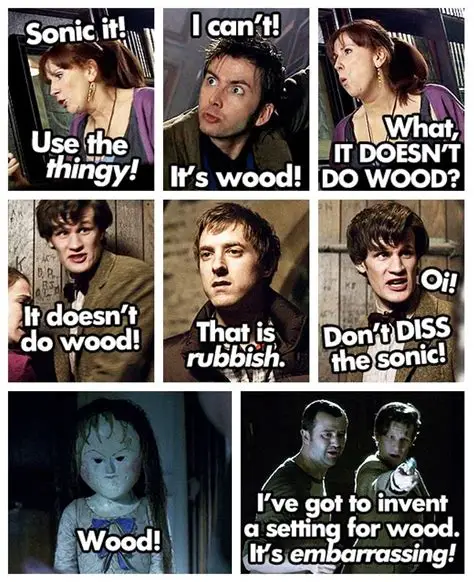 Sonic it!
Use the
thingy!
I can't!
It's wood!
What,
IT DOESN'T
DO WOOD?
It doesn't
do wood!
That is
rubbish.
Oi!
Don't DISS
the sonic!
Wood!
I've got to invent
a setting for wood.
It's embarrassing!